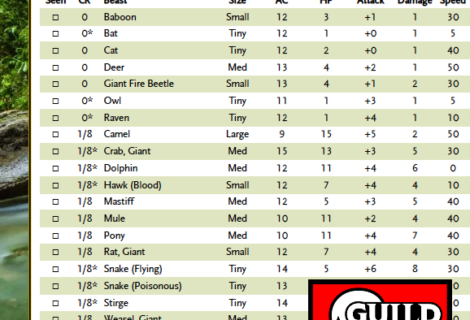 Seen CR Beast Size AC HP Attack Damage Speed
□ 0 Baboon Small 12 3 +1 1 30
□ 0* Bat Tiny 12 1 +0 1 5
□ 0 Cat Tiny 12 2 +0 1 40
□ 0 Deer Med 13 4 +2 1 50
□ 0 Giant Fire Beetle Small 13 4 +1 2 30
□ 0* Owl Tiny 11 1 +3 1 5
□ 0* Raven Tiny 12 1 +4 1 10
□ 1/8 Camel Large 9 15 +5 2 50
□ 1/8* Crab, Giant Med 15 13 +3 5 30
□ 1/8* Dolphin Med 12 11 +4 6 0
□ 1/8* Hawk (Blood) Small 12 7 +4 4 10
□ 1/8 Mastiff Med 12 5 +3 5 40
□ 1/8 Mule Med 10 11 +2 4 40
□ 1/8 Pony Med 10 11 +4 7 40
□ 1/8 Rat, Giant Small 12 7 +4 4 30
□ 1/8* Snake (Flying) Tiny 14 5 +6 8 30
□ 1/8* Snake (Poisonous) Tiny 13
□ 1/8* Stirge Tiny 14
□ 1/8 Weasel, Giant Med 13
GUILD